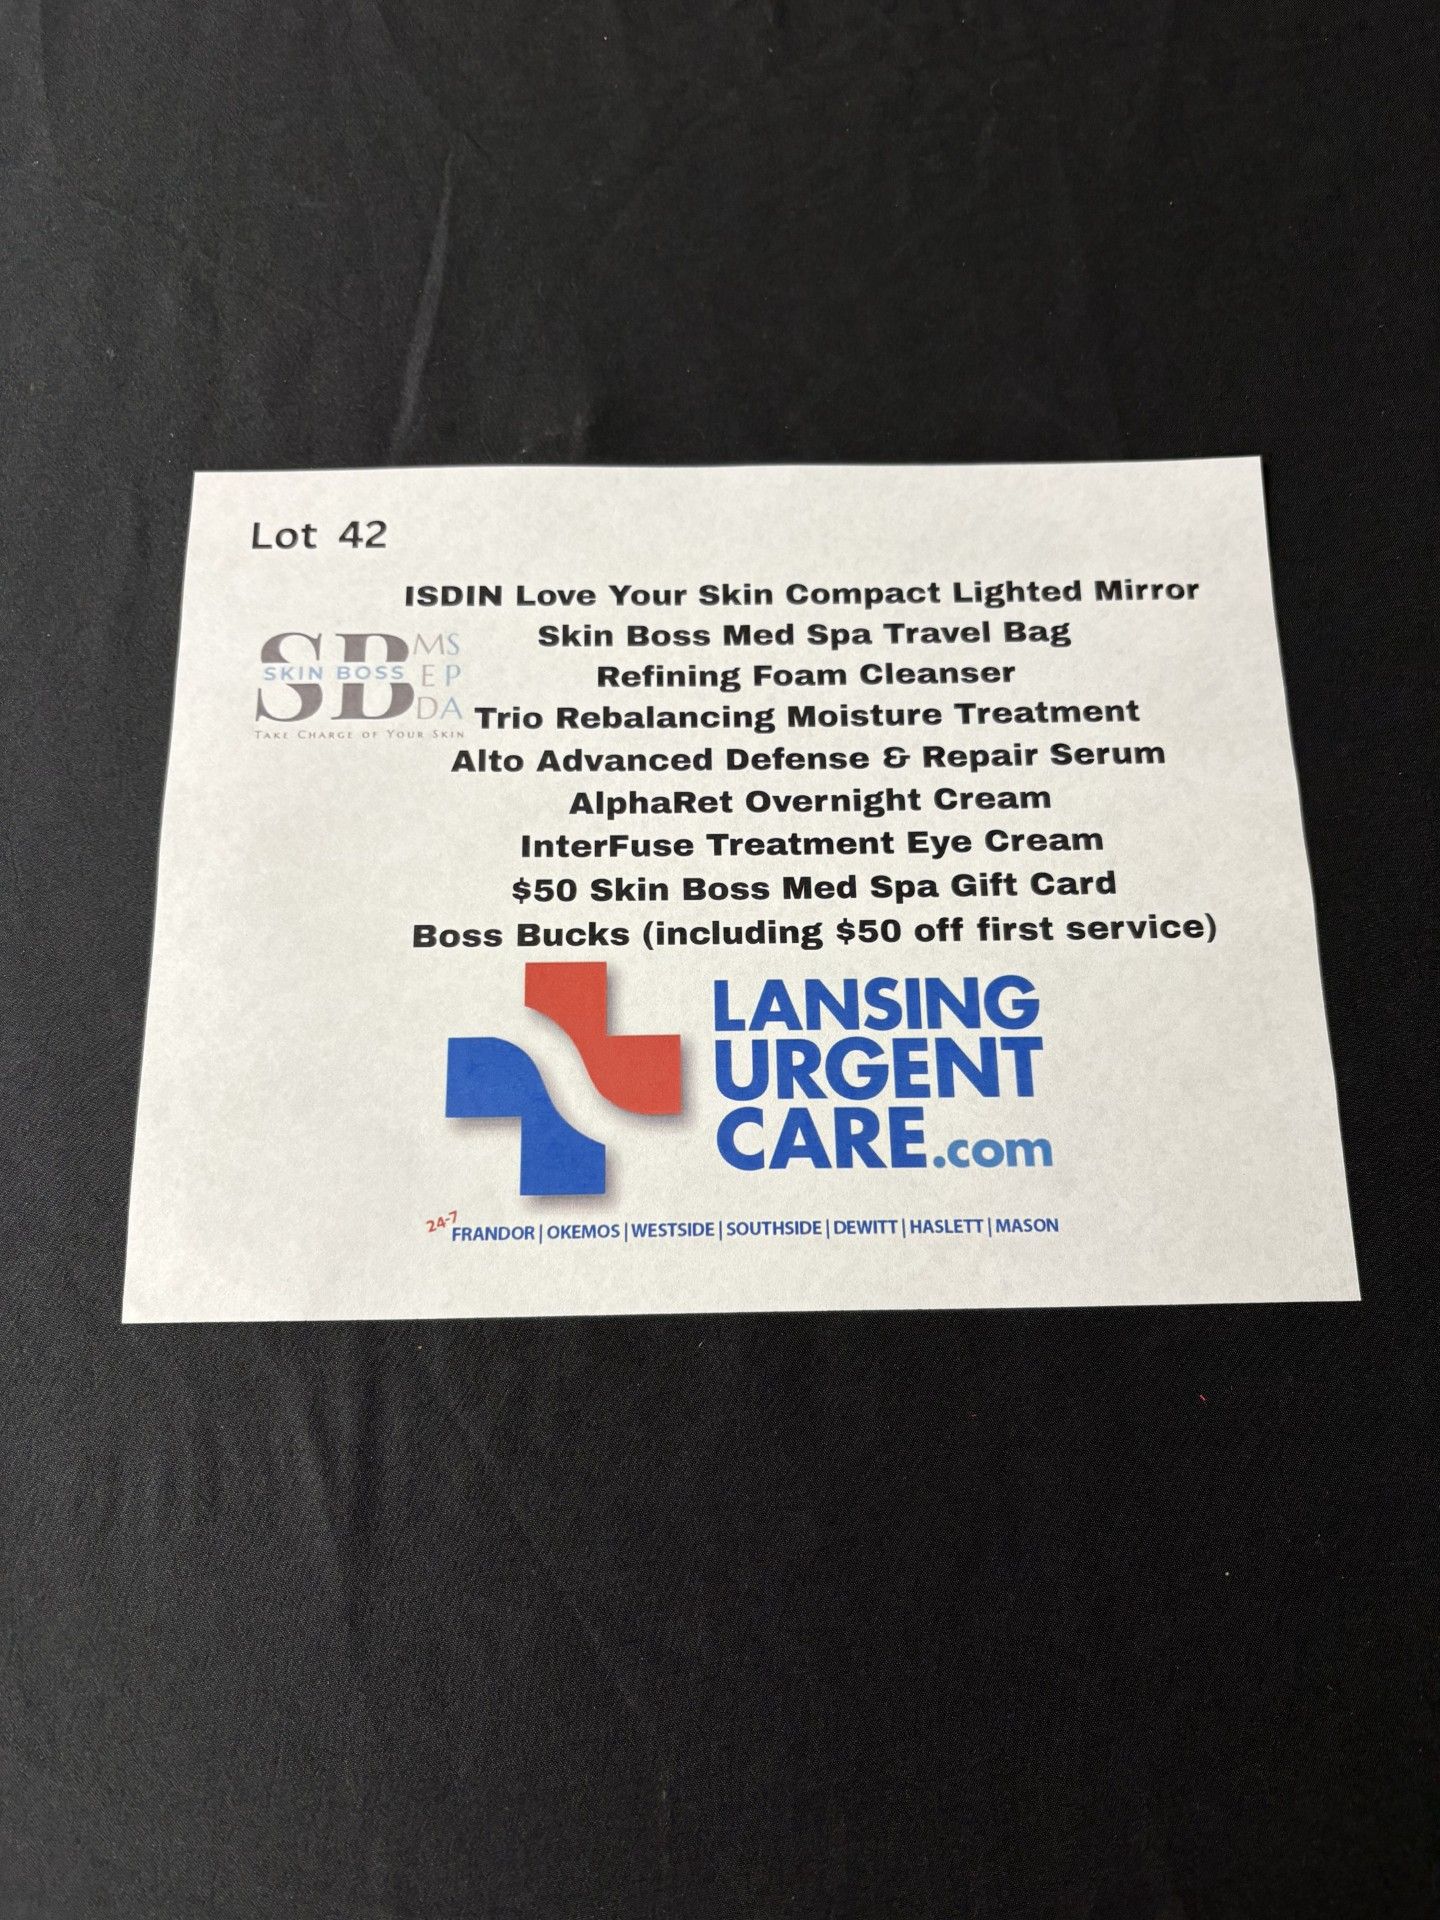 Lot 42
ISDIN Love Your Skin Compact Lighted Mirror
Skin Boss Med Spa Travel Bag
Refining Foam Cleanser
Trio Rebalancing Moisture Treatment
Alto Advanced Defense & Repair Serum
AlphaRet Overnight Cream
InterFuse Treatment Eye Cream
$50 Skin Boss Med Spa Gift Card
Boss Bucks (including $50 off first service)
SB
SKIN BOSS
MS
EP
DA
TAKE CHARGE OF YOUR SKIN
LANSING
URGENT
CARE.com
24-7
FRANDOR | OKEMOS | WESTSIDE | SOUTHSIDE | DEWITT | HASLETT | MASON